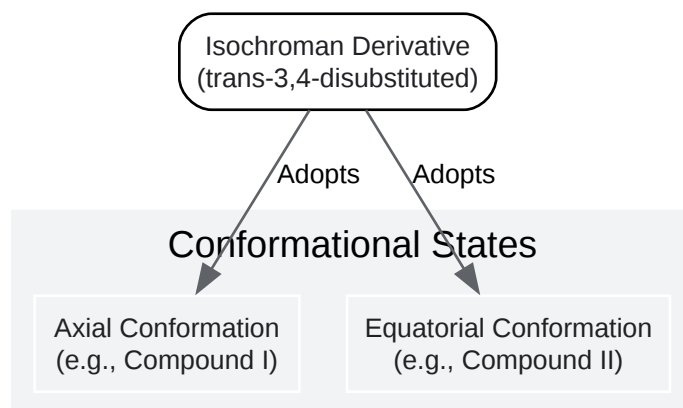 Isochroman Derivative
(trans-3,4-disubstituted)
Adopts Adopts
Conformational States
Axial Conformation
(e.g., Compound I)
Equatorial Conformation
(e.g., Compound II)